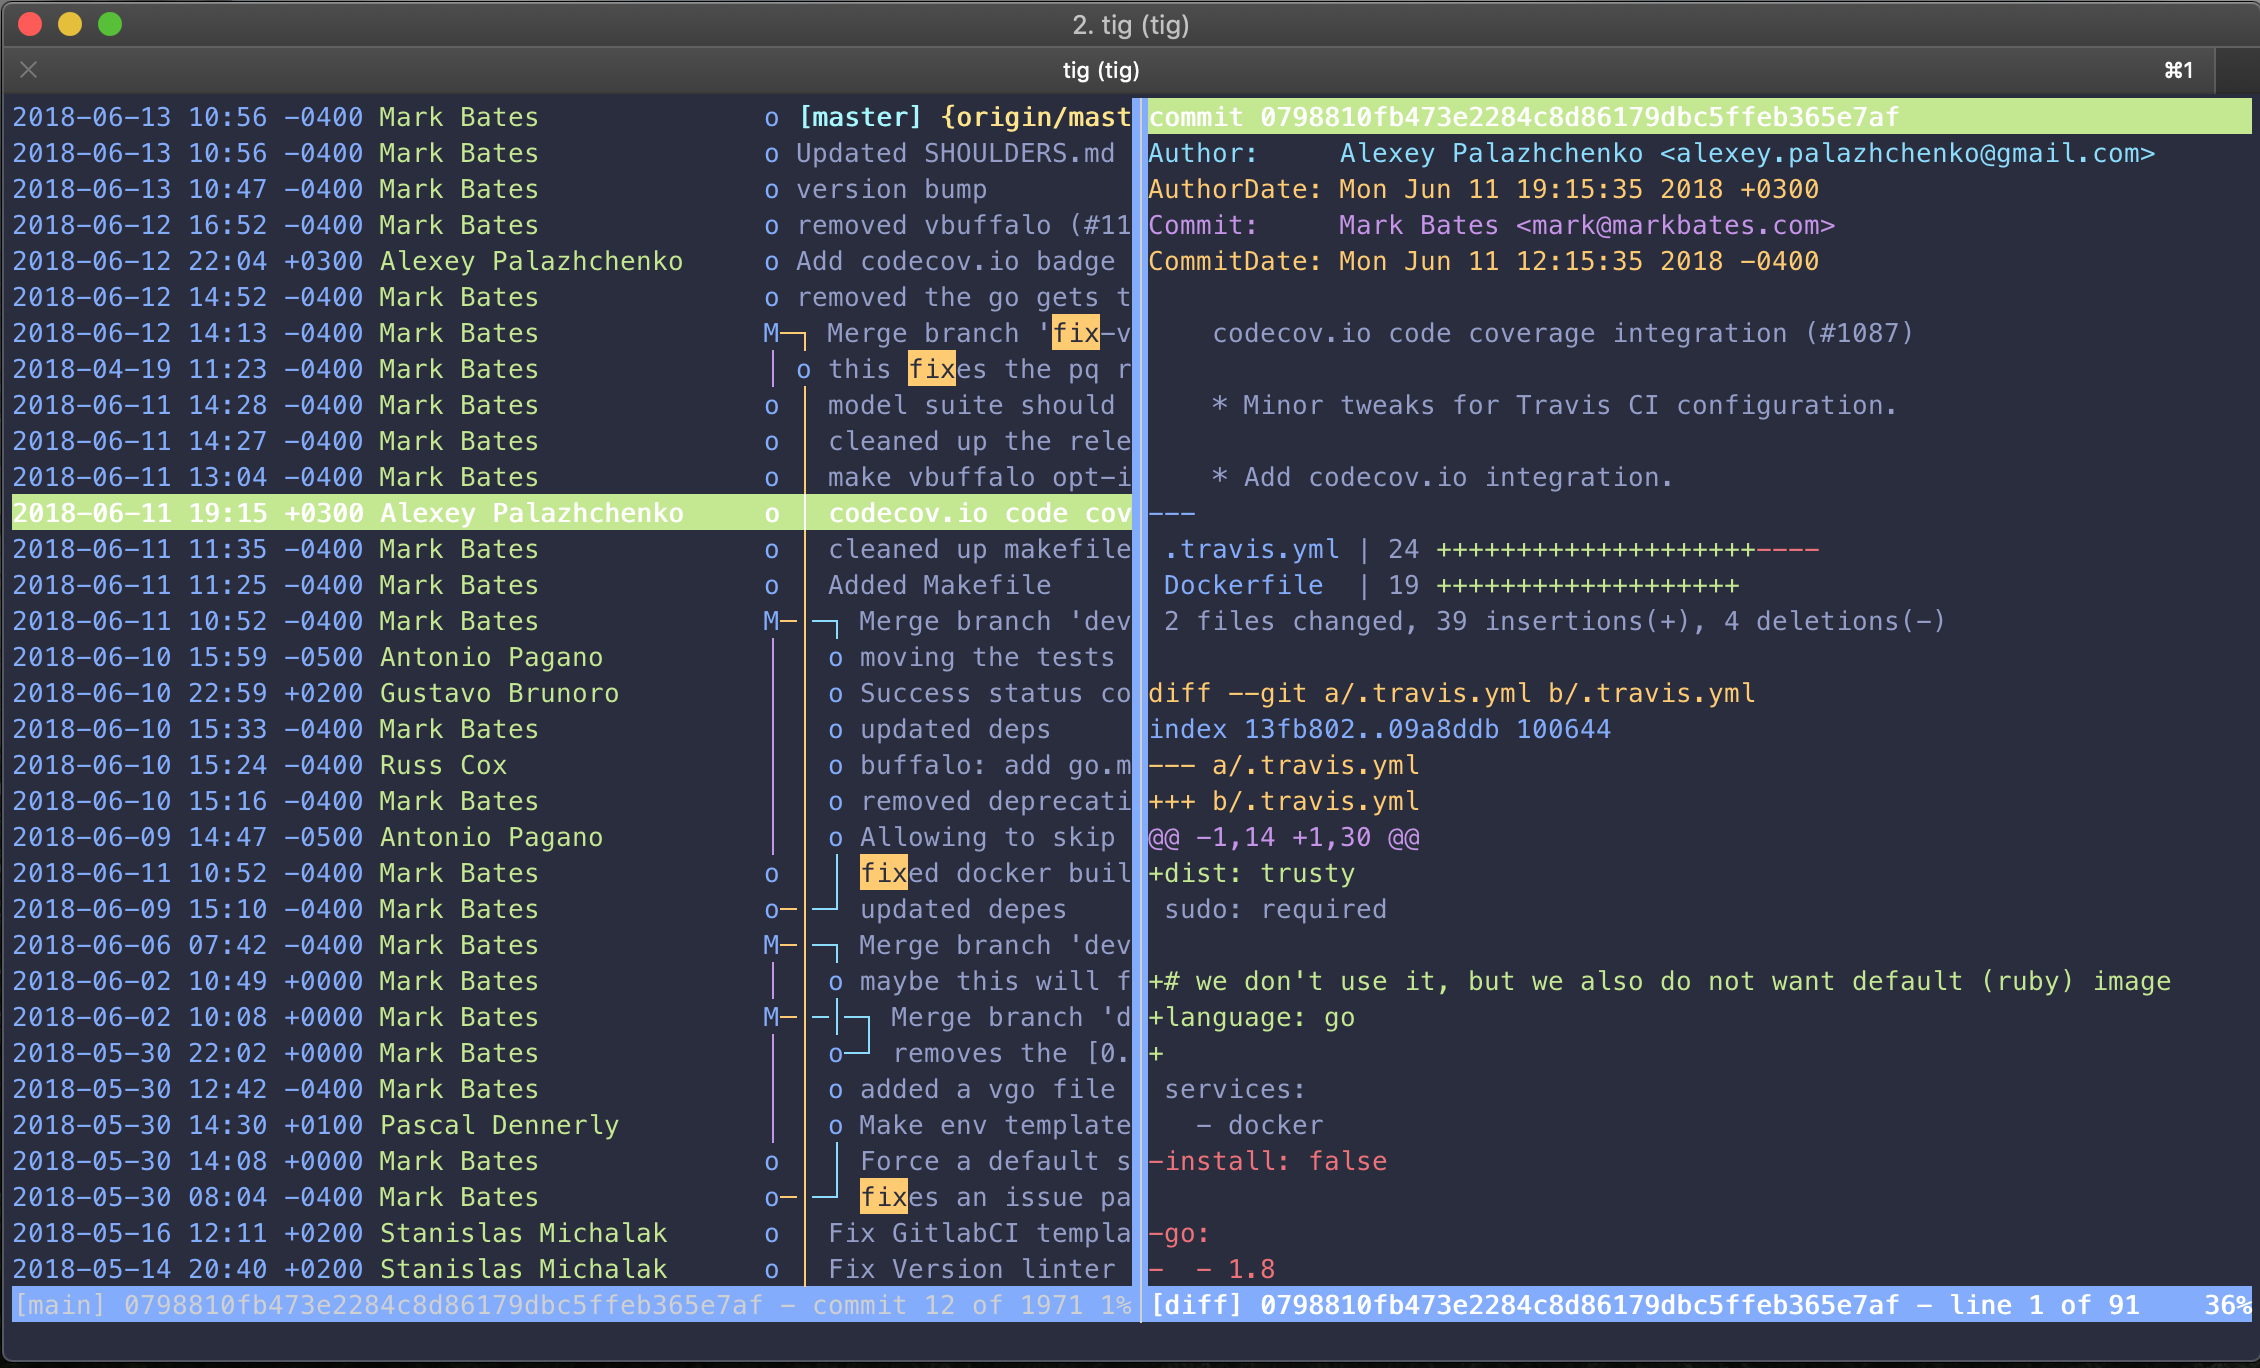 2. tig (tig)
tig (tig) ⌘1
2018-06-13 10:56 -0400 Mark Bates o [master] {origin/mast
2018-06-13 10:56 -0400 Mark Bates o Updated SHOULDERS.md
2018-06-13 10:47 -0400 Mark Bates o version bump
2018-06-12 16:52 -0400 Mark Bates o removed vbuffalo (#11
2018-06-12 22:04 +0300 Alexey Palazhchenko o Add codecov.io badge
2018-06-12 14:52 -0400 Mark Bates o removed the go gets t
2018-06-12 14:13 -0400 Mark Bates M Merge branch 'fix-v
2018-04-19 11:23 -0400 Mark Bates o this fixes the pq r
2018-06-11 14:28 -0400 Mark Bates o model suite should
2018-06-11 14:27 -0400 Mark Bates o cleaned up the rele
2018-06-11 13:04 -0400 Mark Bates o make vbuffalo opt-i
2018-06-11 19:15 +0300 Alexey Palazhchenko o codecov.io code cov
2018-06-11 11:35 -0400 Mark Bates o cleaned up makefile
2018-06-11 11:25 -0400 Mark Bates o Added Makefile
2018-06-11 10:52 -0400 Mark Bates M Merge branch 'dev
2018-06-10 15:59 -0500 Antonio Pagano o moving the tests
2018-06-10 22:59 +0200 Gustavo Brunoro o Success status co
2018-06-10 15:33 -0400 Mark Bates o updated deps
2018-06-10 15:24 -0400 Russ Cox o buffalo: add go.m
2018-06-10 15:16 -0400 Mark Bates o removed deprecati
2018-06-09 14:47 -0500 Antonio Pagano o Allowing to skip
2018-06-11 10:52 -0400 Mark Bates o fixed docker buil
2018-06-09 15:10 -0400 Mark Bates o updated depes
2018-06-06 07:42 -0400 Mark Bates M Merge branch 'dev
2018-06-02 10:49 +0000 Mark Bates o maybe this will f
2018-06-02 10:08 +0000 Mark Bates M Merge branch 'd
2018-05-30 22:02 +0000 Mark Bates o removes the [0.
2018-05-30 12:42 -0400 Mark Bates o added a vgo file
2018-05-30 14:30 +0100 Pascal Dennerly o Make env template
2018-05-30 14:08 +0000 Mark Bates o Force a default s
2018-05-30 08:04 -0400 Mark Bates o fixes an issue pa
2018-05-16 12:11 +0200 Stanislas Michalak o Fix GitlabCI templa
2018-05-14 20:40 +0200 Stanislas Michalak o Fix Version linter
[main] 0798810fb473e2284c8d86179dbc5ffeb365e7af - commit 12 of 1971 1%
commit 0798810fb473e2284c8d86179dbc5ffeb365e7af
Author: Alexey Palazhchenko <alexey.palazhchenko@gmail.com>
AuthorDate: Mon Jun 11 19:15:35 2018 +0300
Commit: Mark Bates <mark@markbates.com>
CommitDate: Mon Jun 11 12:15:35 2018 -0400
codecov.io code coverage integration (#1087)
* Minor tweaks for Travis CI configuration.
* Add codecov.io integration.
---
.travis.yml | 24 ++++++++++++++++++++----
Dockerfile | 19 +++++++++++++++++++
2 files changed, 39 insertions(+), 4 deletions(-)
diff --git a/.travis.yml b/.travis.yml
index 13fb802..09a8ddb 100644
--- a/.travis.yml
+++ b/.travis.yml
@@ -1,14 +1,30 @@
+dist: trusty
sudo: required
+# we don't use it, but we also do not want default (ruby) image
+language: go
+
services:
- docker
-install: false
-go:
- - 1.8
[diff] 0798810fb473e2284c8d86179dbc5ffeb365e7af - line 1 of 91 36%